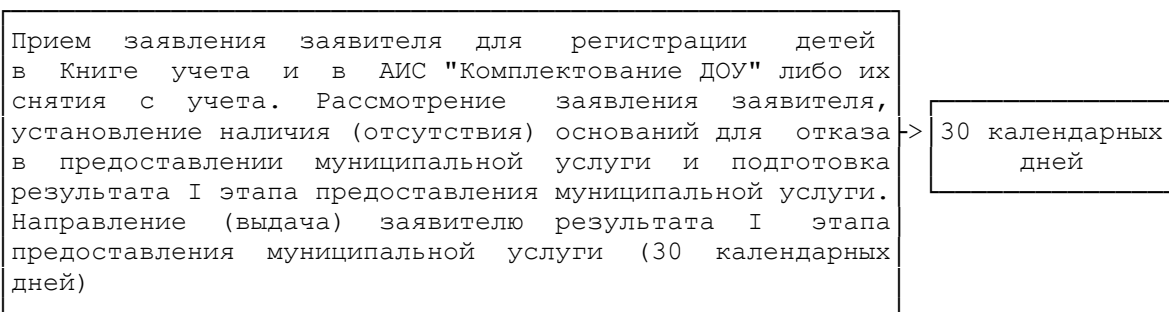 Прием заявления заявителя для регистрации детей
в Книге учета и в АИС "Комплектование ДОУ" либо их
снятия с учета. Рассмотрение заявления заявителя,
установление наличия (отсутствия) оснований для отказа
в предоставлении муниципальной услуги и подготовка
результата I этапа предоставления муниципальной услуги.
Направление (выдача) заявителю результата I этапа
предоставления муниципальной услуги (30 календарных
дней)
->
30 календарных
дней